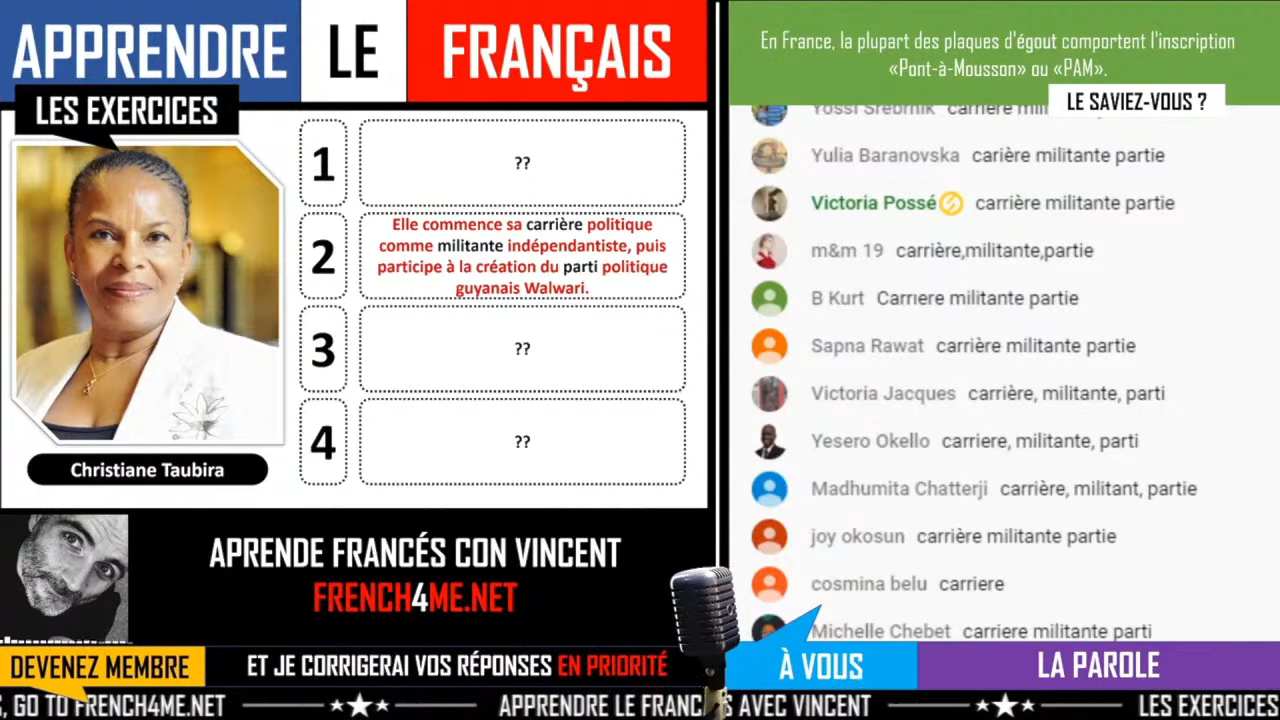 APPRENDRE LE FRANÇAIS
LES EXERCICES
1
??
2
Elle commence sa carrière politique
comme militante indépendantiste, puis
participe à la création du parti politique
guyanais Walwari.
3
??
4
??
Christiane Taubira
APRENDE FRANCÉS CON VINCENT
FRENCH4ME.NET
DEVENEZ MEMBRE
ET JE CORRIGERAI VOS RÉPONSES EN PRIORITÉ
En France, la plupart des plaques d'égout comportent l'inscription
«Pont-à-Mousson» ou «PAM».
LE SAVIEZ-VOUS ?
Yossi Srebrnik carrière
Yulia Baranovska carière militante partie
Victoria Possé carrière militante partie
m&m 19 carrière,militante,partie
B Kurt Carrıere militante partie
Sapna Rawat carrière militante partie
Victoria Jacques carrière, militante, parti
Yesero Okello carriere, militante, parti
Madhumita Chatterji carrière, militant, partie
joy okosun carrière militante partie
cosmina belu carriere
Michelle Chebet carriere militante parti
À VOUS
LA PAROLE
, GO TO FRENCH4ME.NET
APPRENDRE LE FRANÇAIS AVEC VINCENT
LES EXERCICES